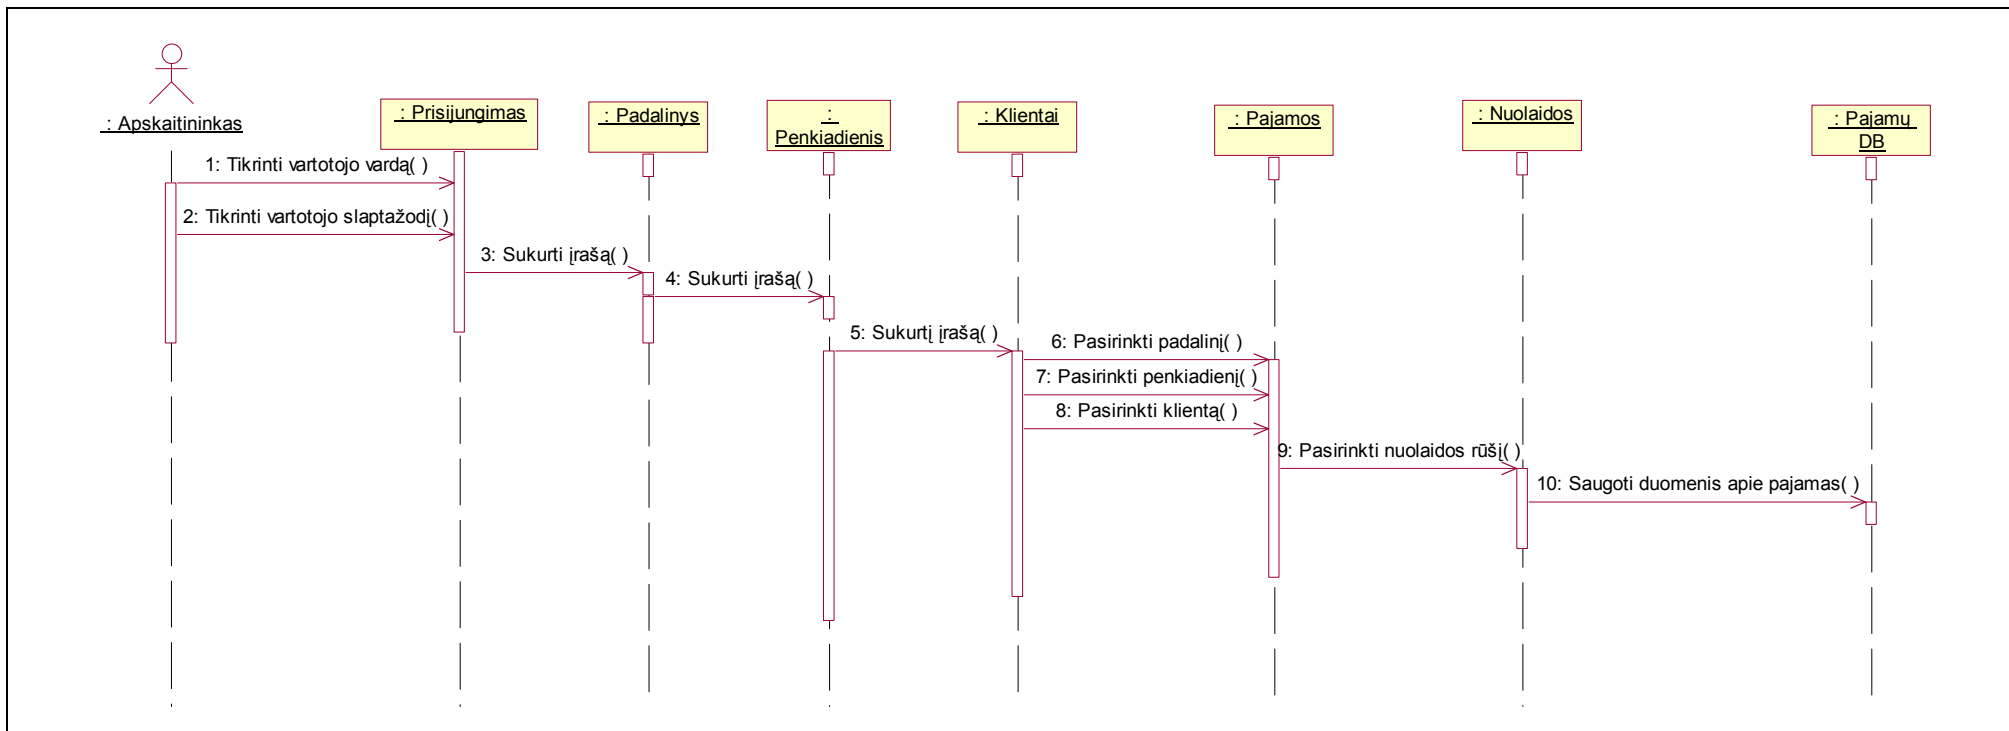 : Apskaitininkas
: Prisijungimas
: Padalinys
:
Penkiadienis
: Klientai
: Pajamos
: Nuolaidos
: Pajamų
DB
1: Tikrinti vartotojo vardą( )
2: Tikrinti vartotojo slaptažodį( )
3: Sukurti įrašą( )
4: Sukurti įrašą( )
5: Sukurtį įrašą( )
6: Pasirinkti padalinį( )
7: Pasirinkti penkiadienį( )
8: Pasirinkti klientą( )
9: Pasirinkti nuolaidos rūšį( )
10: Saugoti duomenis apie pajamas( )